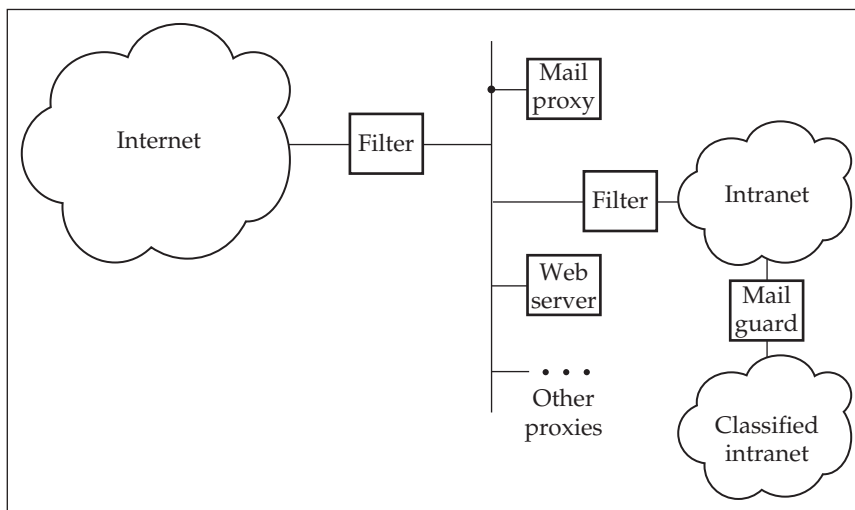 Internet
Filter
Mail
proxy
Filter
Intranet
Web
server
Mail
guard
• • •
Other
proxies
Classified
intranet